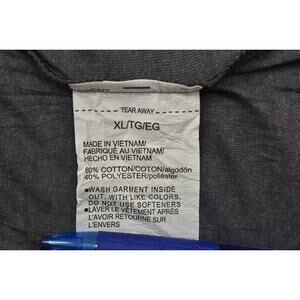 TEAR AWAY
XL/TG/EG
MADE IN VIETNAM/
FABRIQUÉ AU VIETNAM/
HECHO EN VIETNAM
60% COTTON/COTON/algodón
40% POLYESTER/poliéster
■WASH GARMENT INSIDE
OUT, WITH LIKE COLORS.
DO NOT USE SOFTENERS
■LAVER LE VÊTEMENT APRÈS
L'AVOIR RETOURNÉ SUR
L'ENVERS